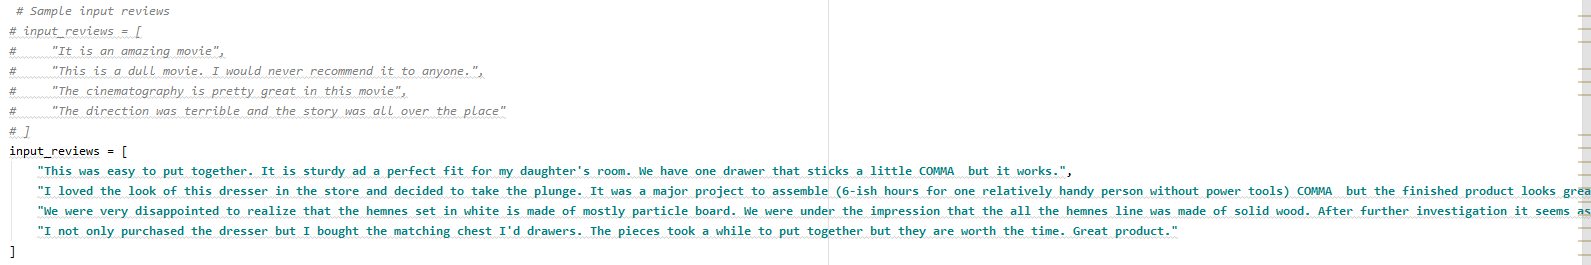 # Sample input reviews
# input_reviews = [
#     "It is an amazing movie",
#     "This is a dull movie. I would never recommend it to anyone.",
#     "The cinematography is pretty great in this movie",
#     "The direction was terrible and the story was all over the place"
# ]
input_reviews = [
    "This was easy to put together. It is sturdy ad a perfect fit for my daughter's room. We have one drawer that sticks a little COMMA  but it works.",
    "I loved the look of this dresser in the store and decided to take the plunge. It was a major project to assemble (6-ish hours for one relatively handy person without power tools) COMMA  but the finished product looks grea
    "We were very disappointed to realize that the hemnes set in white is made of mostly particle board. We were under the impression that the all the hemnes line was made of solid wood. After further investigation it seems as
    "I not only purchased the dresser but I bought the matching chest I'd drawers. The pieces took a while to put together but they are worth the time. Great product."
]